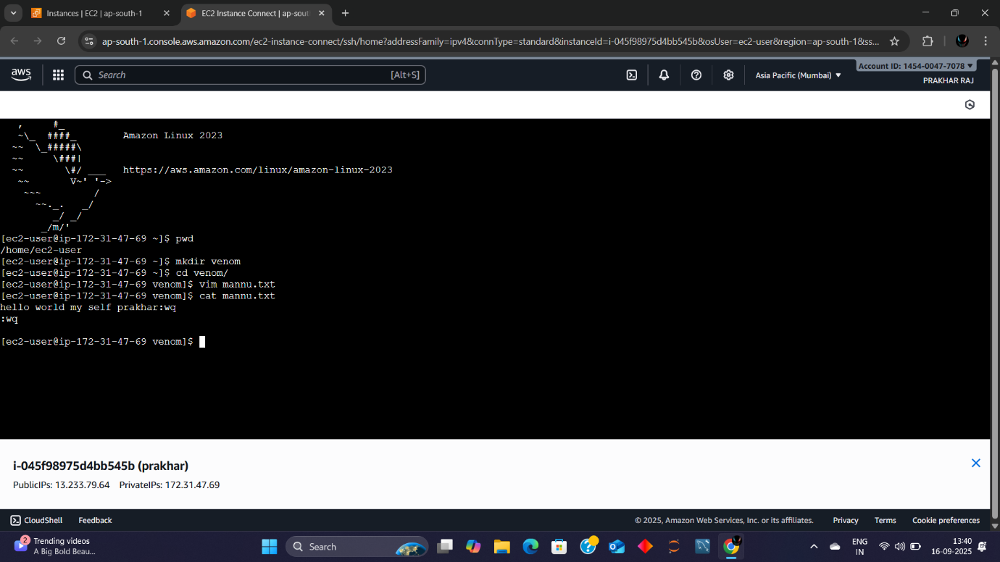 Instances | EC2 | ap-south-1
EC2 Instance Connect | ap-sout
ap-south-1.console.aws.amazon.com/ec2-instance-connect/ssh/home?addressFamily=ipv4&connType=standard&instanceId=i-045f98975d4bb545b&osUser=ec2-user&region=ap-south-1&ss...
aws
Search [Alt+S]
Asia Pacific (Mumbai)
Account ID: 1454-0047-7078
PRAKHAR RAJ
   ,     #_
   ~\_  ####_        Amazon Linux 2023
  ~~  \_#####\
  ~~     \###|
  ~~       \#/ ___   https://aws.amazon.com/linux/amazon-linux-2023
   ~~       V~' '->
    ~~~         /
      ~~._.   _/
         _/ _/
       _/m/'
[ec2-user@ip-172-31-47-69 ~]$ pwd
/home/ec2-user
[ec2-user@ip-172-31-47-69 ~]$ mkdir venom
[ec2-user@ip-172-31-47-69 ~]$ cd venom/
[ec2-user@ip-172-31-47-69 venom]$ vim mannu.txt
[ec2-user@ip-172-31-47-69 venom]$ cat mannu.txt
hello world my self prakhar:wq
:wq
[ec2-user@ip-172-31-47-69 venom]$
i-045f98975d4bb545b (prakhar)
PublicIPs: 13.233.79.64 PrivateIPs: 172.31.47.69
CloudShell Feedback © 2025, Amazon Web Services, Inc. or its affiliates. Privacy Terms Cookie preferences
2
Trending videos
A Big Bold Beau...
Search
ENG
IN
13:40
16-09-2025